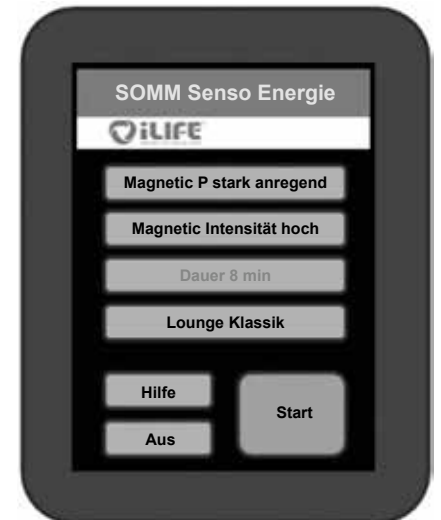 SOMM Senso Energie
iLIFE
Magnetic P stark anregend
Magnetic Intensität hoch
Dauer 8 min
Lounge Klassik
Hilfe
Start
Aus